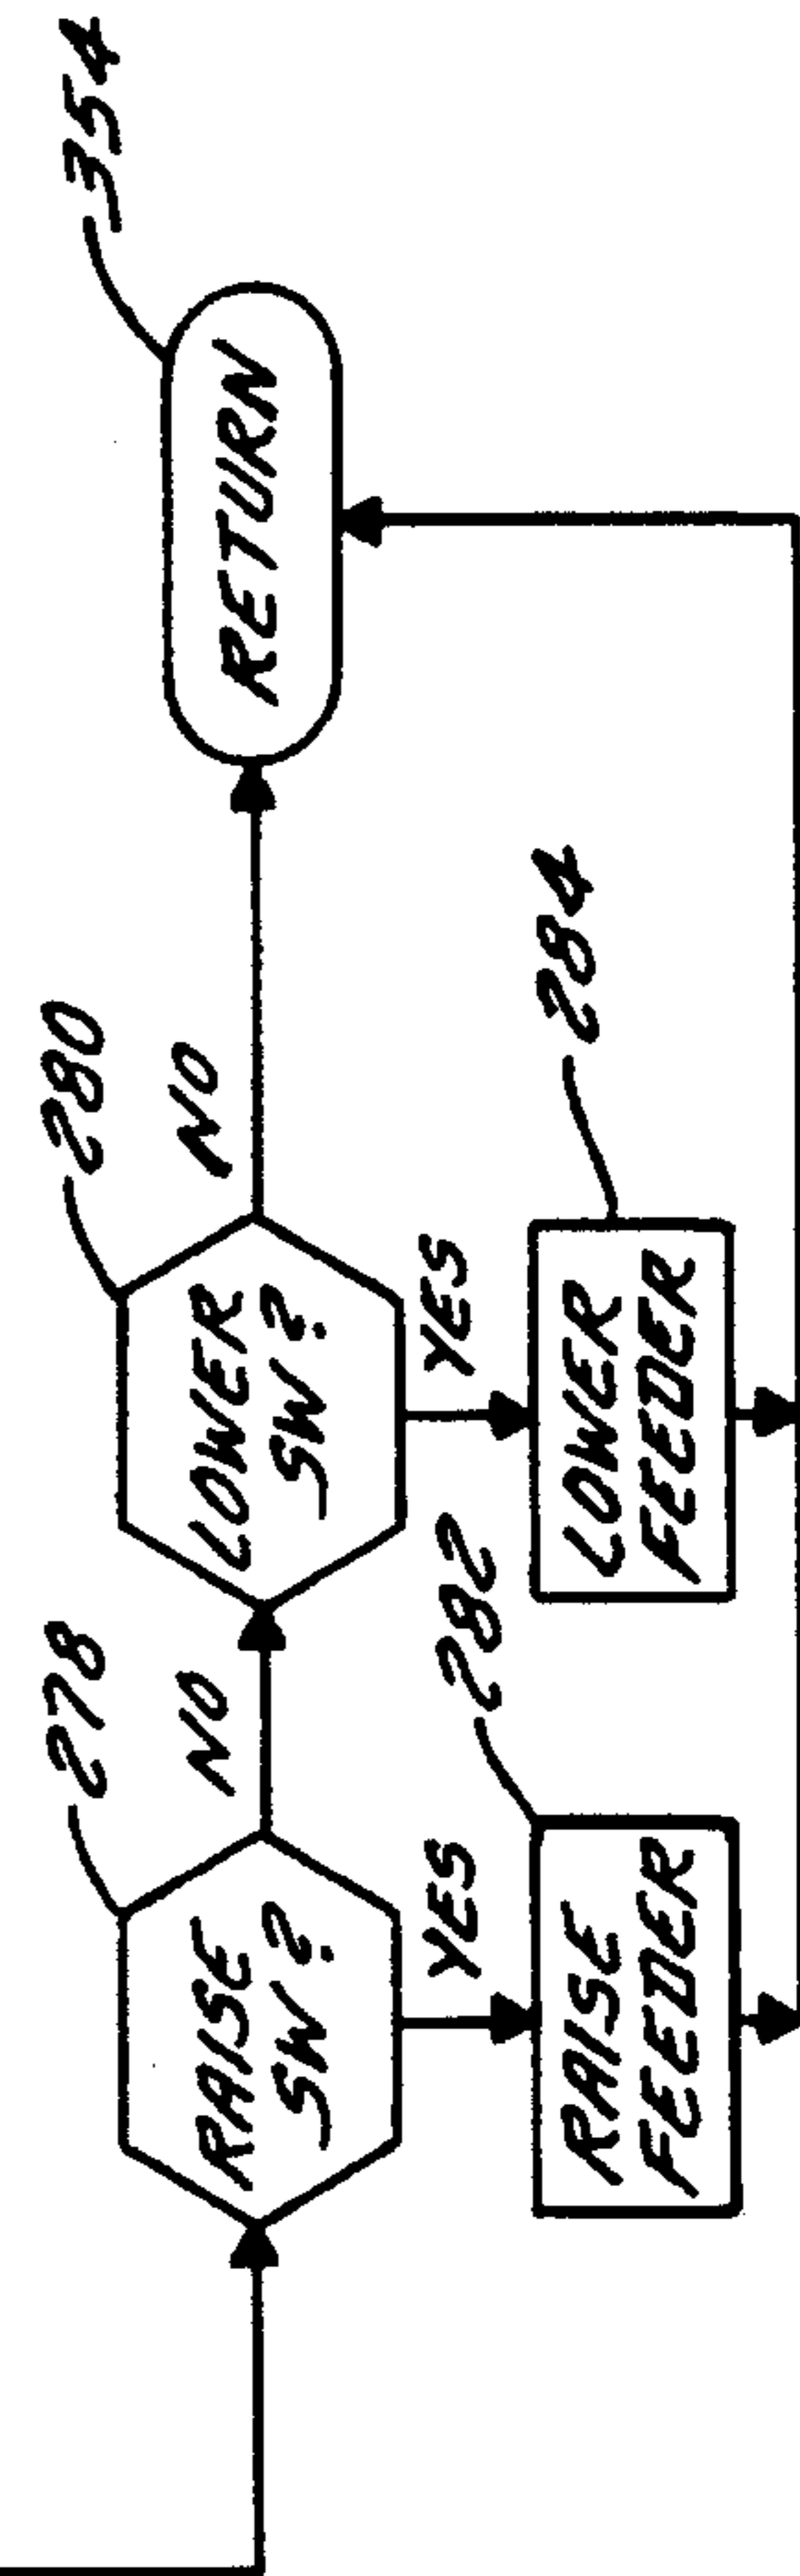 278
RAISE
SW?
NO
YES
282
RAISE
FEEDER
280
LOWER
SW?
NO
YES
284
LOWER
FEEDER
354
RETURN